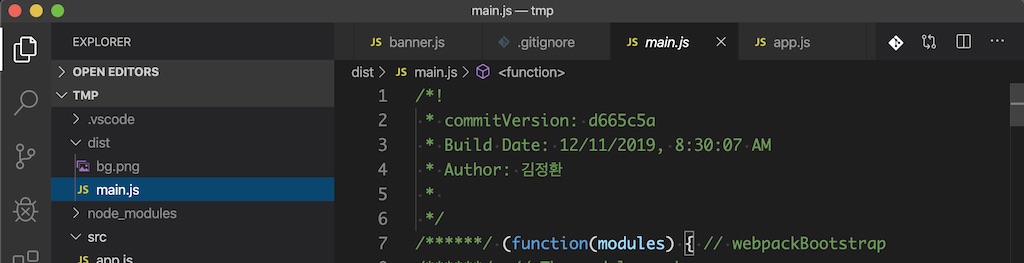 main.js — tmp
EXPLORER
OPEN EDITORS
TMP
.vscode
dist
bg.png
JS main.js
node_modules
src
JS app.js
JS banner.js
.gitignore
JS main.js
JS app.js
dist > JS main.js > <function>
1 /*!
2 * commitVersion: d665c5a
3 * Build Date: 12/11/2019, 8:30:07 AM
4 * Author: 김정환
5 *
6 */
7 /******/ (function(modules) { // webpackBootstrap